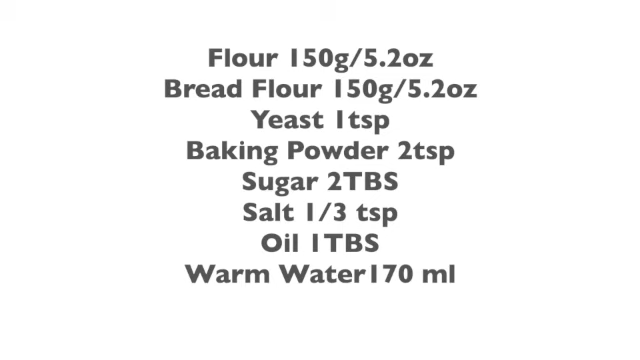 Flour 150g/5.2oz
Bread Flour 150g/5.2oz
Yeast 1tsp
Baking Powder 2tsp
Sugar 2TBS
Salt 1/3 tsp
Oil 1TBS
Warm Water170 ml